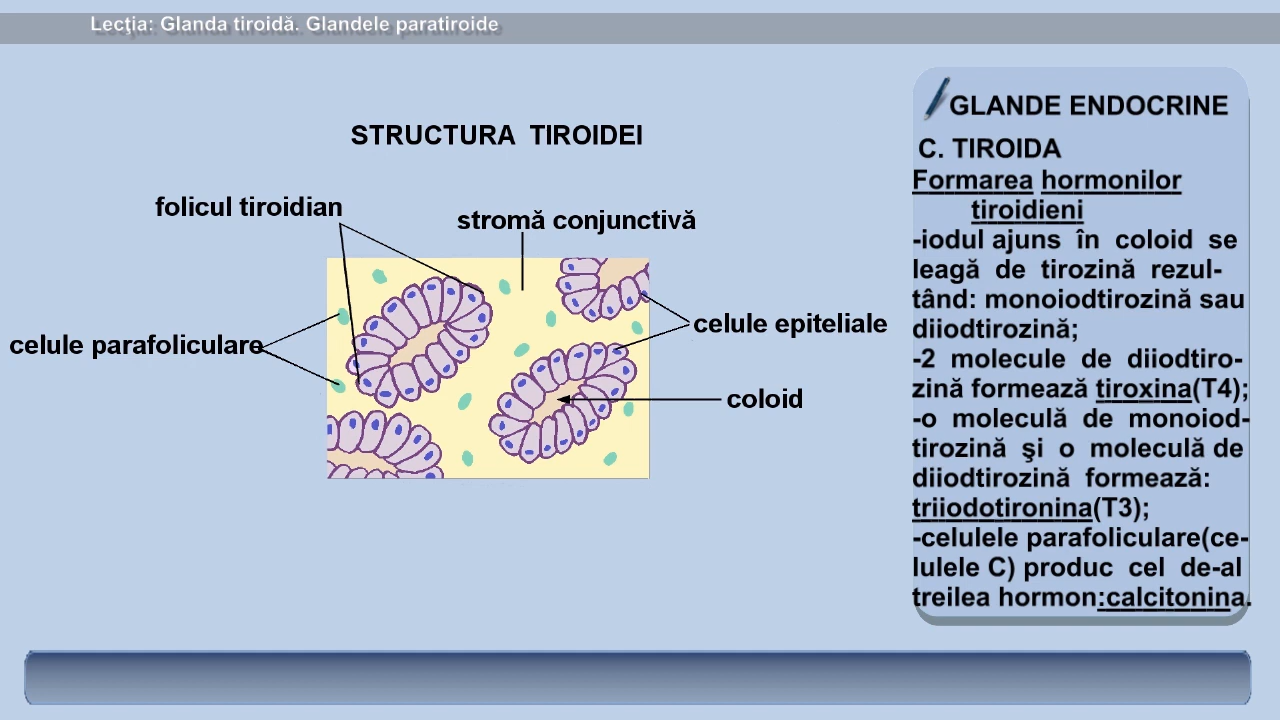 Lecţia: Glanda tiroidă. Glandele paratiroide
STRUCTURA TIROIDEI
folicul tiroidian
stromă conjunctivă
celule parafoliculare
celule epiteliale
coloid
GLANDE ENDOCRINE
C. TIROIDA
Formarea hormonilor
tiroidieni
-iodul ajuns în coloid se
leagă de tirozină rezul-
tând: monoiodtirozină sau
diiodtirozină;
-2 molecule de diiodtiro-
zină formează tiroxina(T4);
-o moleculă de monoiod-
tirozină şi o moleculă de
diiodtirozină formează:
triiodotironina(T3);
-celulele parafoliculare(ce-
lulele C) produc cel de-al
treilea hormon:calcitonina.